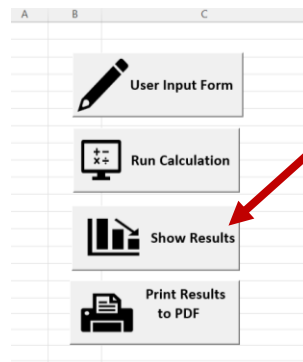 A B C
User Input Form
Run Calculation
Show Results
Print Results
to PDF